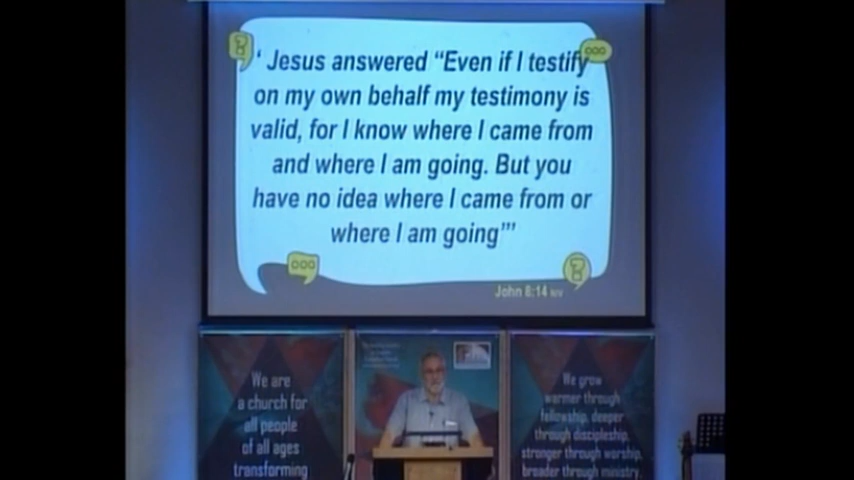 ‘ Jesus answered “Even if I testify
on my own behalf my testimony is
valid, for I know where I came from
and where I am going. But you
have no idea where I came from or
where I am going”’
John 8:14 NIV
We are
a church for
all people
of all ages
transforming
We grow
warmer through
fellowship, deeper
through discipleship,
stronger through worship,
broader through ministry.